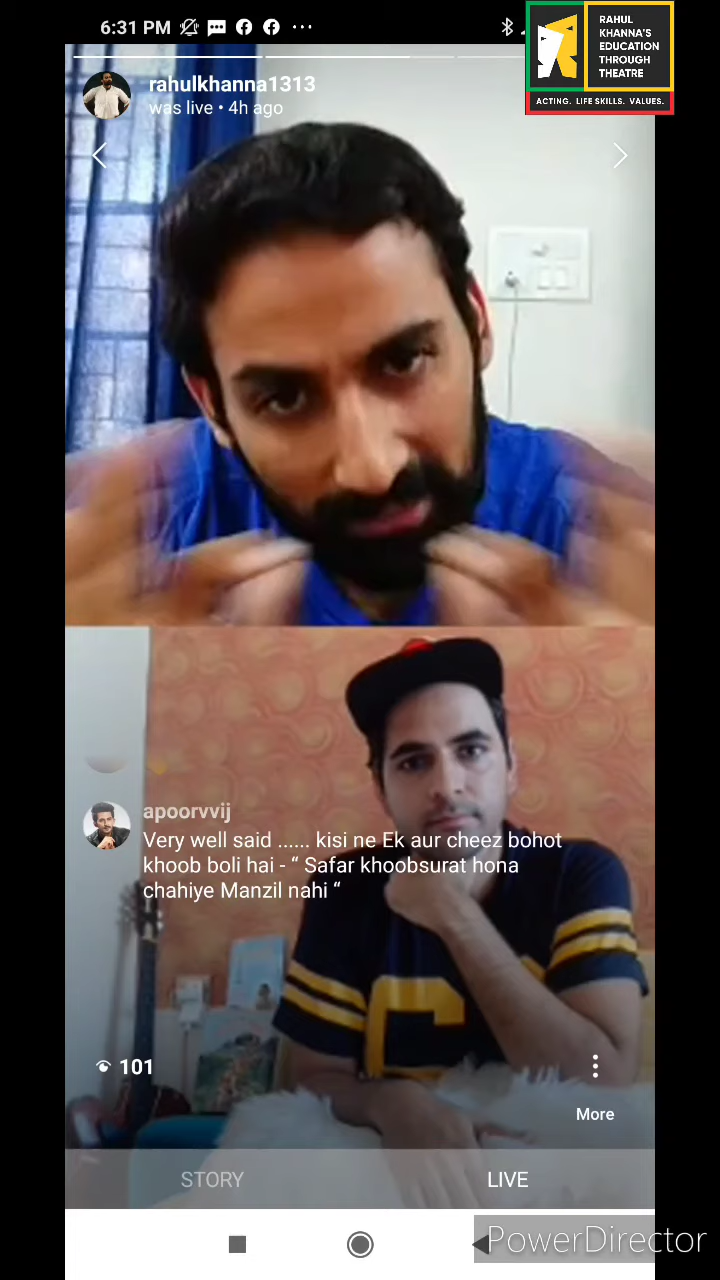 6:31 PM
RAHUL
KHANNA'S
EDUCATION
THROUGH
THEATRE
ACTING. LIFE SKILLS. VALUES.
rahulkhanna1313
was live • 4h ago
apoorvvij
Very well said ...... kisi ne Ek aur cheez bohot
khoob boli hai - “ Safar khoobsurat hona
chahiye Manzil nahi “
101
More
STORY
LIVE
PowerDirector